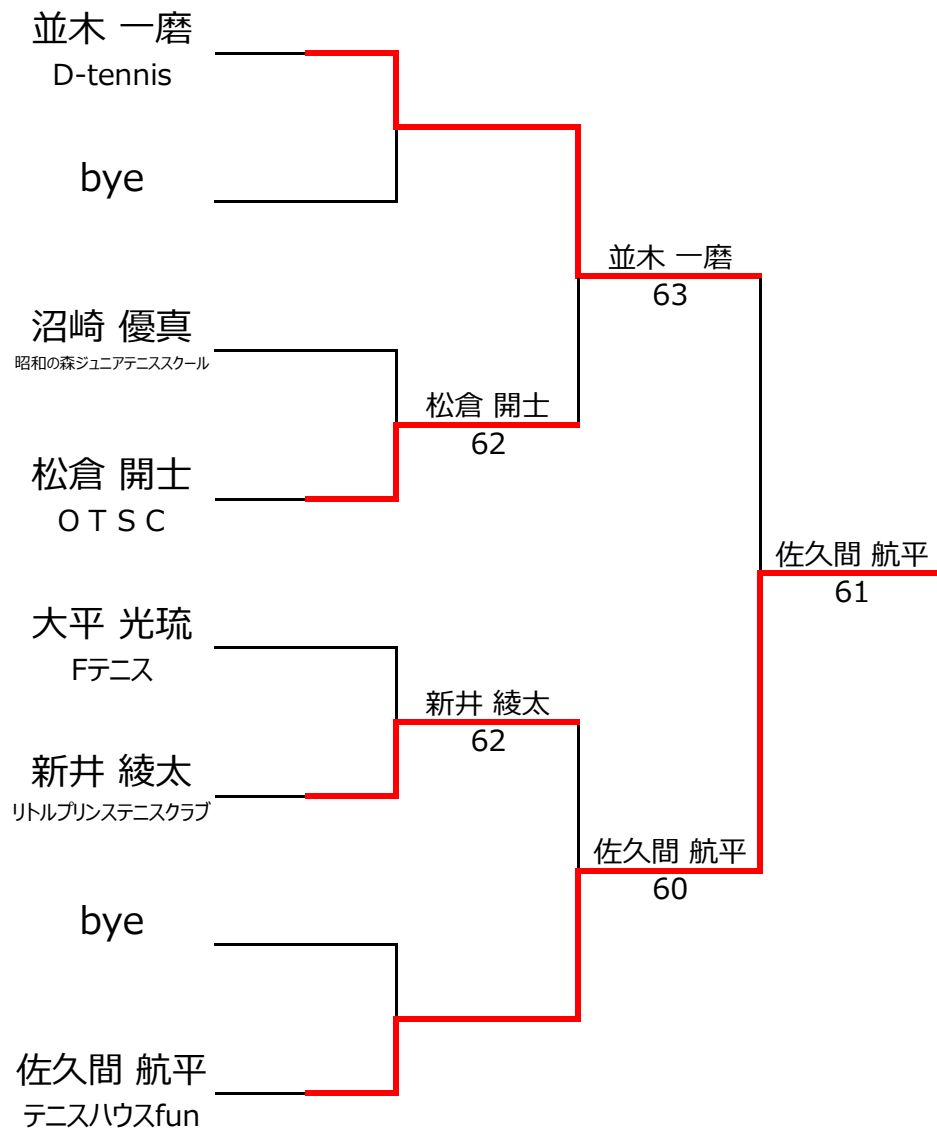 並木 一磨
D-tennis
bye
沼崎 優真
昭和の森ジュニアテニススクール
松倉 開士
ＯＴＳＣ
大平 光琉
Fテニス
新井 綾太
リトルプリンステニスクラブ
bye
佐久間 航平
テニスハウスfun
松倉 開士
62
新井 綾太
62
並木 一磨
63
佐久間 航平
60
佐久間 航平
61